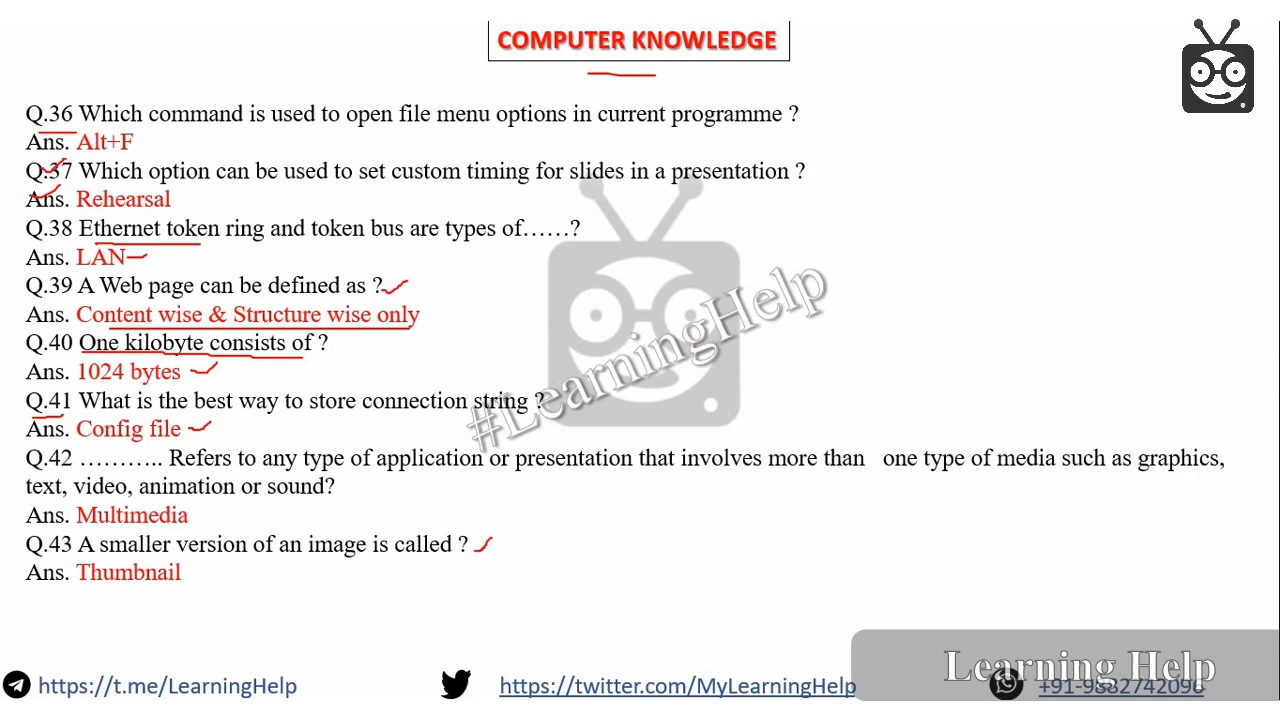 COMPUTER KNOWLEDGE
Q.36 Which command is used to open file menu options in current programme ?
Ans. Alt+F
Q.37 Which option can be used to set custom timing for slides in a presentation ?
Ans. Rehearsal
Q.38 Ethernet token ring and token bus are types of……?
Ans. LAN
Q.39 A Web page can be defined as ?
Ans. Content wise & Structure wise only
Q.40 One kilobyte consists of ?
Ans. 1024 bytes
Q.41 What is the best way to store connection string ?
Ans. Config file
Q.42 ……….. Refers to any type of application or presentation that involves more than one type of media such as graphics,
text, video, animation or sound?
Ans. Multimedia
Q.43 A smaller version of an image is called ?
Ans. Thumbnail
#LearningHelp
Learning Help
https://t.me/LearningHelp https://twitter.com/MyLearningHelp +91-9882742096